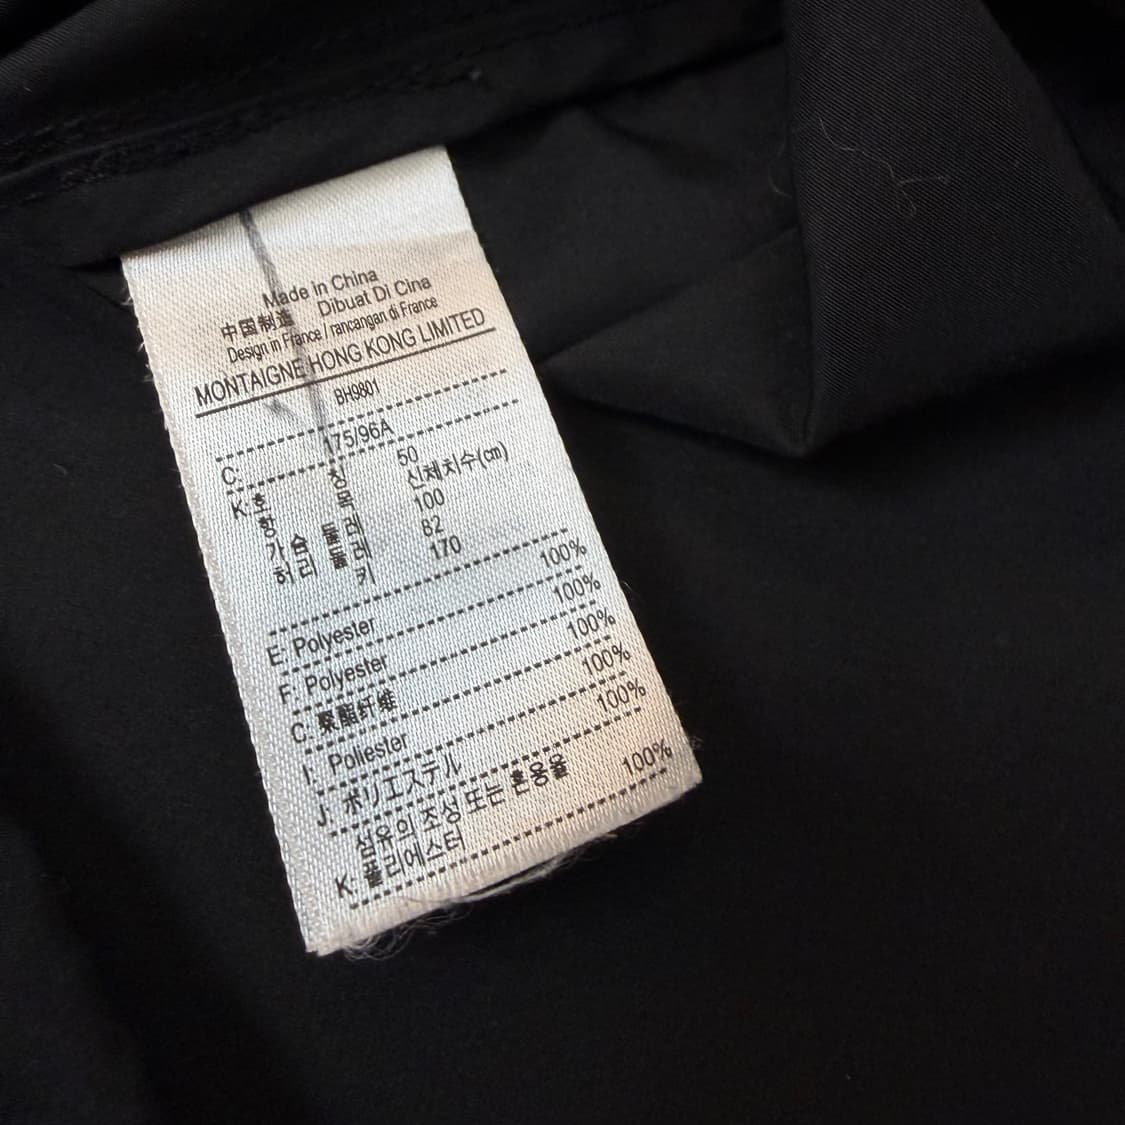 Made in China
中国制造 Dibuat Di Cina
Design in France / rancangan di France
MONTAIGNE HONG KONG LIMITED
BH9801
C: 175/96A
K: 호 칭 50
항 목 신체치수(㎝)
가 슴 둘 레 100
허 리 둘 레 82
키 170
E: Polyester 100%
F: Polyester 100%
C: 聚酯纤维 100%
I: Poliester 100%
J: ポリエステル 100%
섬유의 조성 또는 혼용율
K: 폴리에스터 100%